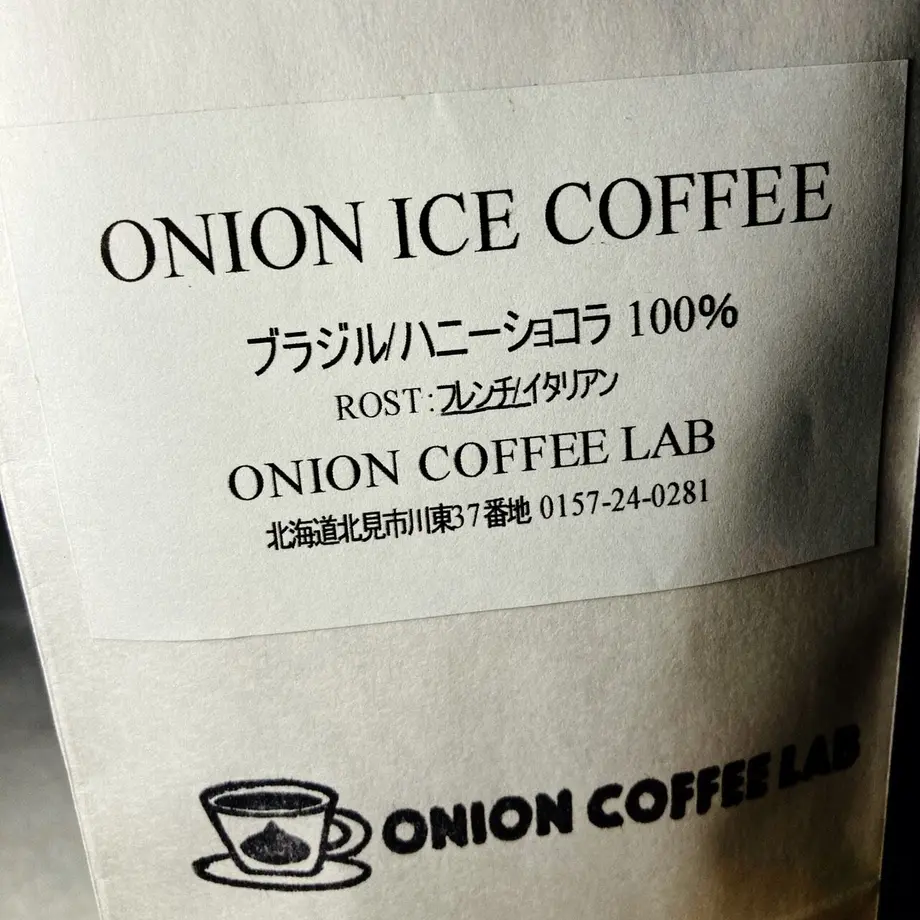 ONION ICE COFFEE
ブラジル/ハニーショコラ 100%
ROST:フレンチ/イタリアン
ONION COFFEE LAB
北海道北見市川東37番地 0157-24-0281
ONION COFFEE LAB